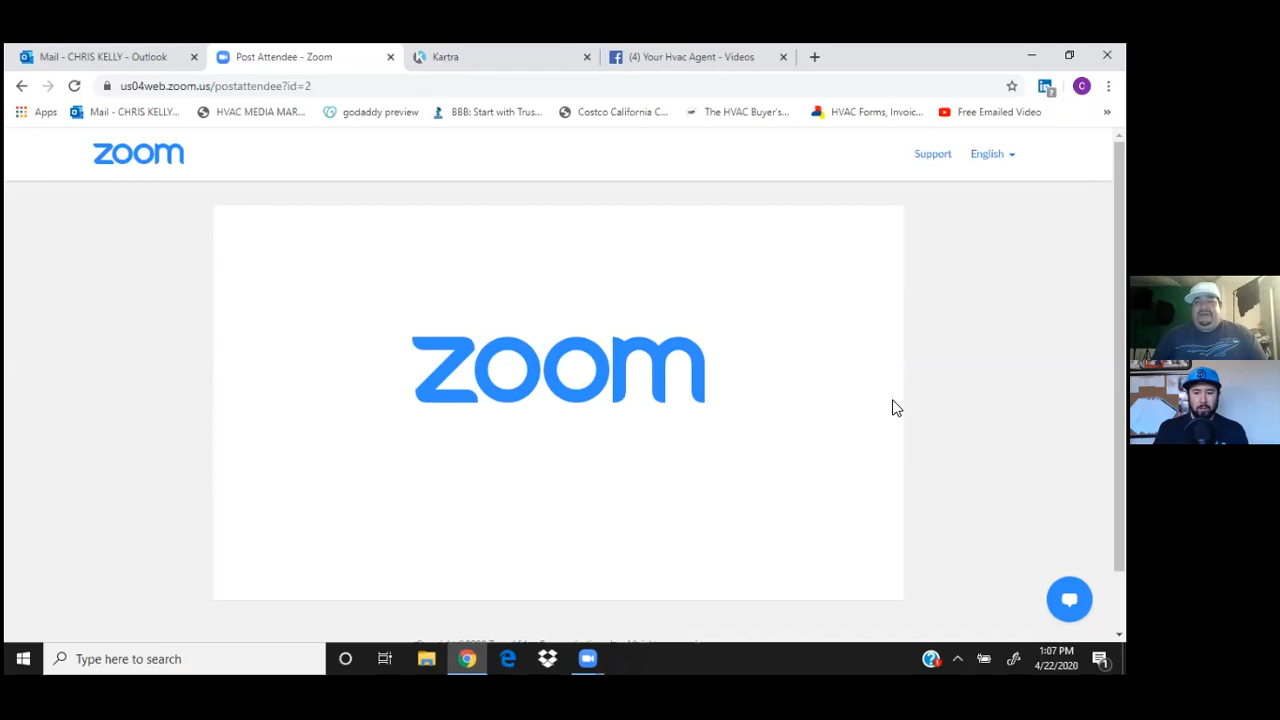 Mail - CHRIS KELLY - Outlook
Post Attendee - Zoom
Kartra
(4) Your Hvac Agent - Videos
us04web.zoom.us/postattendee?id=2
Apps
Mail - CHRIS KELLY...
HVAC MEDIA MAR...
godaddy preview
BBB: Start with Trus...
Costco California C...
The HVAC Buyer's...
HVAC Forms, Invoic...
Free Emailed Video
zoom
Support
English
zoom
Type here to search
1:07 PM
4/22/2020